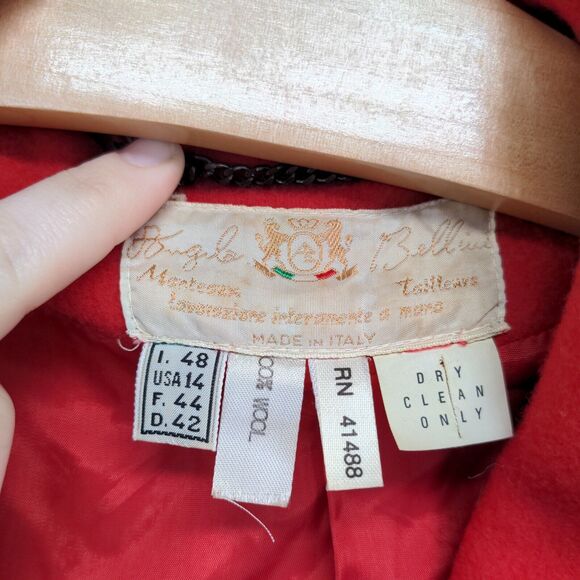 Angelo Bellini
Manteaux Tailleurs
Lavorazione interamente a mano
MADE IN ITALY
I. 48
USA 14
F. 44
D. 42
100% WOOL
RN 41488
DRY
CLEAN
ONLY